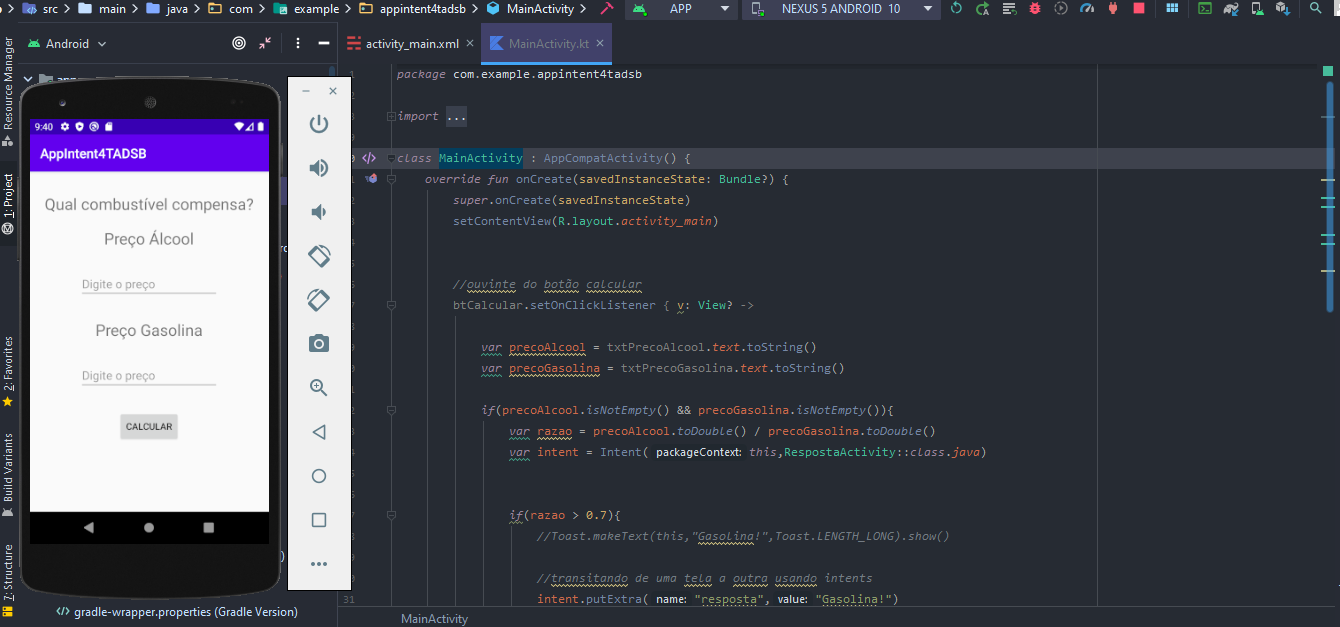 src main java com example appintent4tadsb MainActivity APP NEXUS 5 ANDROID 10
Android
activity_main.xml
MainActivity.kt
Resource Manager
1: Project
2: Favorites
Build Variants
7: Structure
9:40
AppIntent4TADSB
Qual combustível compensa?
Preço Álcool
Digite o preço
Preço Gasolina
Digite o preço
CALCULAR
gradle-wrapper.properties (Gradle Version)
package com.example.appintent4tadsb
import ...
class MainActivity : AppCompatActivity() {
override fun onCreate(savedInstanceState: Bundle?) {
super.onCreate(savedInstanceState)
setContentView(R.layout.activity_main)
//ouvinte do botão calcular
btCalcular.setOnClickListener { v: View? ->
var precoAlcool = txtPrecoAlcool.text.toString()
var precoGasolina = txtPrecoGasolina.text.toString()
if(precoAlcool.isNotEmpty() && precoGasolina.isNotEmpty()){
var razao = precoAlcool.toDouble() / precoGasolina.toDouble()
var intent = Intent( packageContext: this,RespostaActivity::class.java)
if(razao > 0.7){
//Toast.makeText(this,"Gasolina!",Toast.LENGTH_LONG).show()
//transitando de uma tela a outra usando intents
31 intent.putExtra( name: "resposta", value: "Gasolina!")
MainActivity